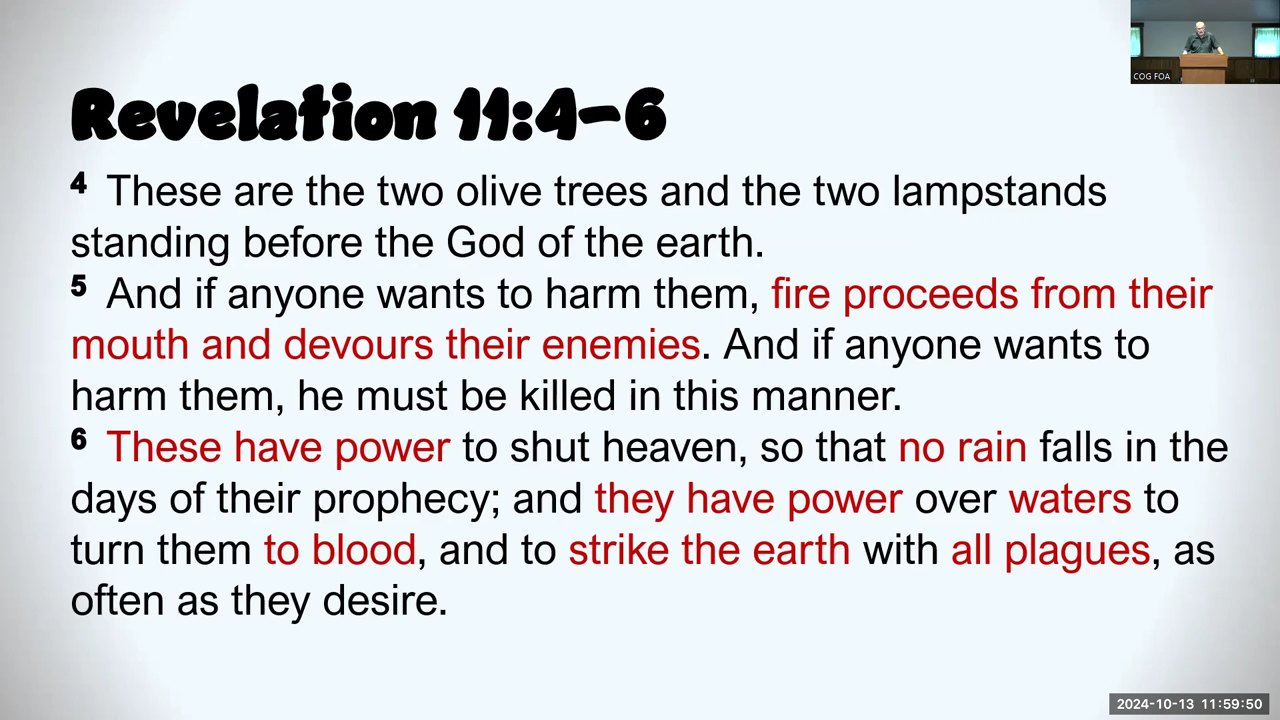 COG FOA
Revelation 11:4–6
4 These are the two olive trees and the two lampstands
standing before the God of the earth.
5 And if anyone wants to harm them, fire proceeds from their
mouth and devours their enemies. And if anyone wants to
harm them, he must be killed in this manner.
6 These have power to shut heaven, so that no rain falls in the
days of their prophecy; and they have power over waters to
turn them to blood, and to strike the earth with all plagues, as
often as they desire.
2024-10-13 11:59:50